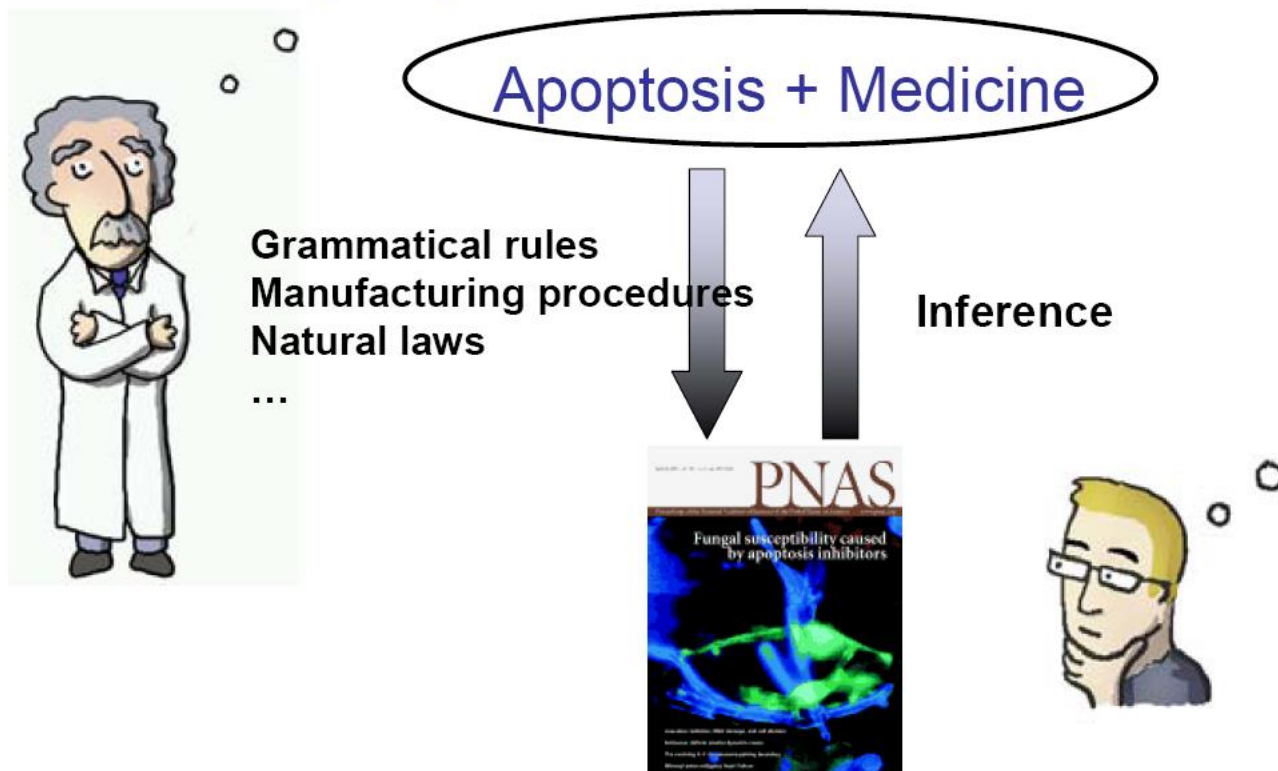 Apoptosis + Medicine
Grammatical rules
Manufacturing procedures
Natural laws
...
Inference
PNAS
Fungal susceptibility caused
by apoptosis inhibitors